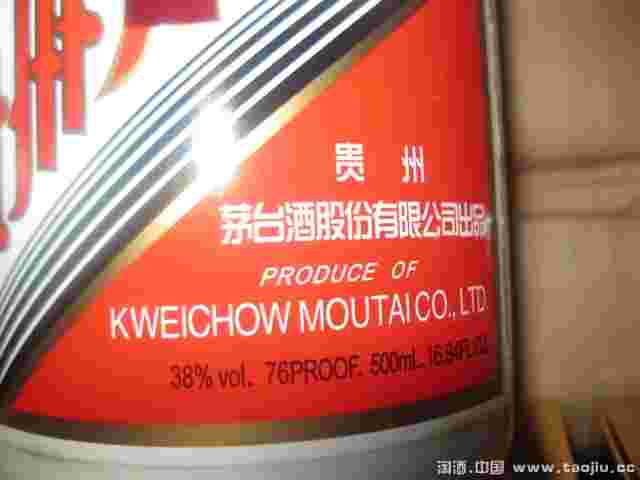 贵 州
茅台酒股份有限公司出品
PRODUCE OF
KWEICHOW MOUTAI CO., LTD.
38% vol. 76PROOF. 500mL. 16.94FL.OZ.
淘酒.中国 www.taojiu.cc